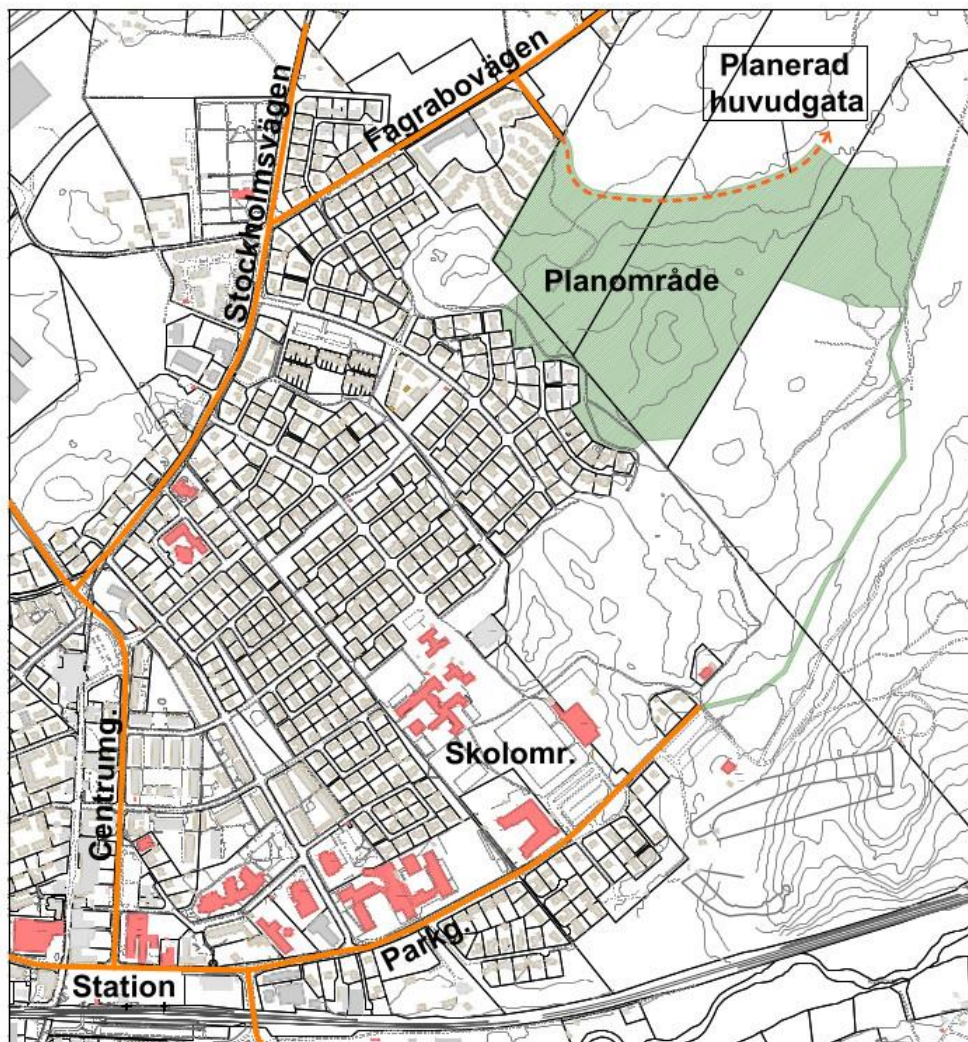 Planerad
huvudgata
Fagrabovägen
Stockholmsvägen
Planområde
Skolomr.
Centrumg.
Parkg.
Station